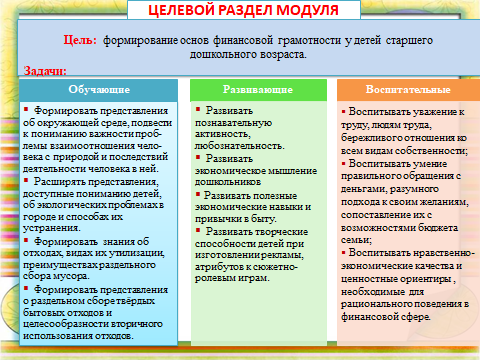 ЦЕЛЕВОЙ РАЗДЕЛ МОДУЛЯ
Цель: формирование основ финансовой грамотности у детей старшего
дошкольного возраста.
Задачи:
Обучающие
▪ Формировать представления
об окружающей среде, подвести
к пониманию важности проб-
лемы взаимоотношения чело-
века с природой и последствий
деятельности человека в ней.
▪ Расширять представления,
доступные пониманию детей,
об экологических проблемах в
городе и способах их
устранения.
▪ Формировать знания об
отходах, видах их утилизации,
преимуществах раздельного
сбора мусора.
▪ Формировать представления
о раздельном сборе твёрдых
бытовых отходов и
целесообразности вторичного
использования отходов.
Развивающие
▪ Развивать
познавательную
активность,
любознательность.
▪ Развивать
экономическое мышление
дошкольников
▪ Развивать полезные
экономические навыки и
привычки в быту.
▪ Развивать творческие
способности детей при
изготовлении рекламы,
атрибутов к сюжетно-
ролевым играм.
Воспитательные
▪ Воспитывать уважение к
труду, людям труда,
бережливого отношения ко
всем видам собственности;
▪ Воспитывать умение
правильного обращения с
деньгами, разумного
подхода к своим желаниям,
сопоставление их с
возможностями бюджета
семьи;
▪ Воспитывать нравственно-
экономические качества и
ценностные ориентиры ,
необходимые для
рационального поведения в
финансовой сфере.